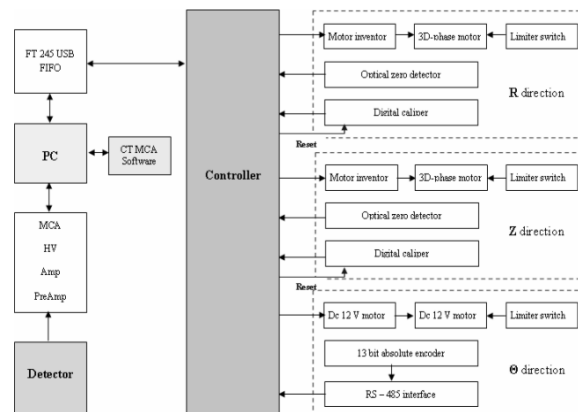 FT 245 USB
FIFO
PC
CT MCA
Software
MCA
HV
Amp
PreAmp
Detector
Controller
Motor inventor
3D-phase motor
Limiter switch
Optical zero detector
Digital caliper
R direction
Reset
Motor inventor
3D-phase motor
Limiter switch
Optical zero detector
Digital caliper
Z direction
Reset
Dc 12 V motor
Dc 12 V motor
Limiter switch
13 bit absolute encoder
RS – 485 interface
Θ direction